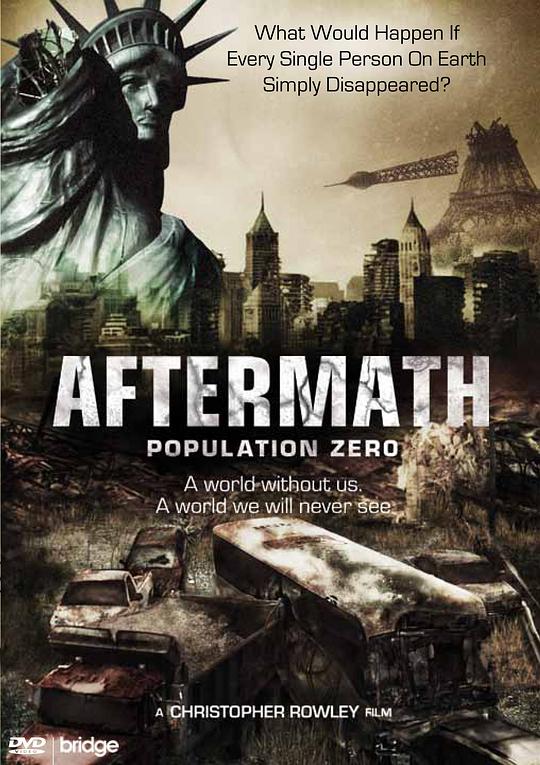 What Would Happen If
Every Single Person On Earth
Simply Disappeared?
AFTERMATH
POPULATION ZERO
A world without us.
A world we will never see.
A CHRISTOPHER ROWLEY FILM
DVD
VIDEO
bridge